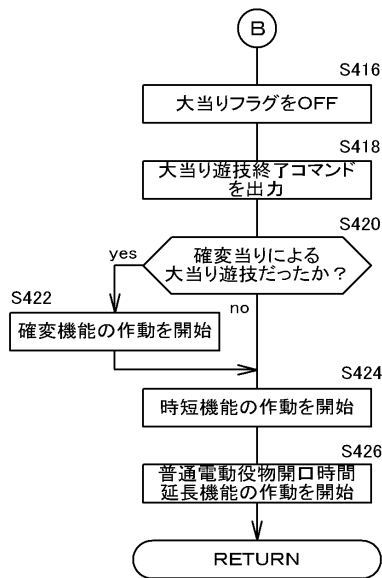 B
S416
大当りフラグをOFF
S418
大当り遊技終了コマンド
を出力
S420
確変当りによる
大当り遊技だったか？
yes
no
S422
確変機能の作動を開始
S424
時短機能の作動を開始
S426
普通電動役物開口時間
延長機能の作動を開始
RETURN